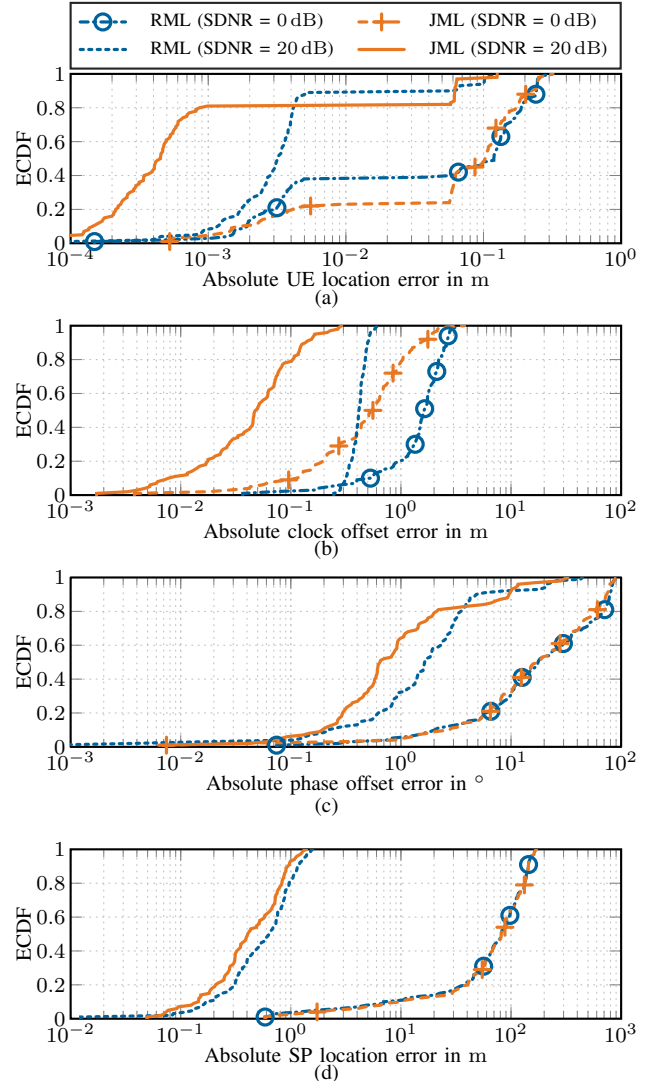 RML (SDNR = 0 dB) JML (SDNR = 0 dB)
RML (SDNR = 20 dB) JML (SDNR = 20 dB)
1
0.8
0.6
0.4
0.2
0
ECDF
10^−4 10^−3 10^−2 10^−1 10^0
Absolute UE location error in m
(a)
1
0.8
0.6
0.4
0.2
0
ECDF
10^−3 10^−2 10^−1 10^0 10^1 10^2
Absolute clock offset error in m
(b)
1
0.8
0.6
0.4
0.2
0
ECDF
10^−3 10^−2 10^−1 10^0 10^1 10^2
Absolute phase offset error in °
(c)
1
0.8
0.6
0.4
0.2
0
ECDF
10^−2 10^−1 10^0 10^1 10^2 10^3
Absolute SP location error in m
(d)